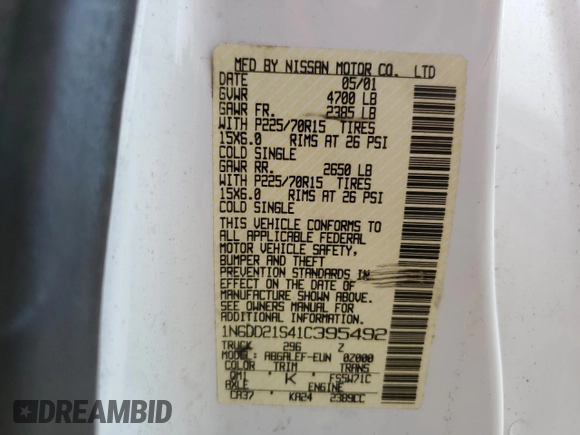 MFD BY NISSAN MOTOR CO. LTD
DATE 05/01
GVWR 4700 LB
GAWR FR. 2385 LB
WITH P225/70R15 TIRES
15X6.0 RIMS AT 26 PSI
COLD SINGLE
GAWR RR. 2650 LB
WITH P225/70R15 TIRES
15X6.0 RIMS AT 26 PSI
COLD SINGLE
THIS VEHICLE CONFORMS TO
ALL APPLICABLE FEDERAL
MOTOR VEHICLE SAFETY,
BUMPER AND THEFT
PREVENTION STANDARDS IN
EFFECT ON THE DATE OF
MANUFACTURE SHOWN ABOVE.
SEE OWNERS MANUAL FOR
ADDITIONAL INFORMATION
1N6DD21S41C395492
TRUCK 296 Z
MODEL: ABGALEF-EUN 0Z000
COLOR TRIM TRANS
QM1 K FS5W71C
AXLE ENGINE
CA37 KA24 2389CC
DREAMBID